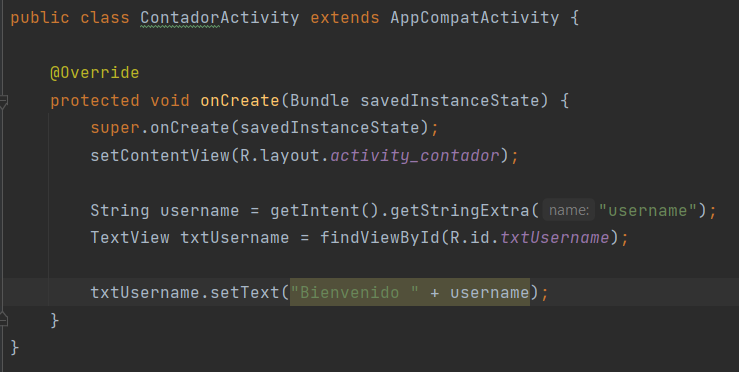 public class ContadorActivity extends AppCompatActivity {
@Override
protected void onCreate(Bundle savedInstanceState) {
super.onCreate(savedInstanceState);
setContentView(R.layout.activity_contador);
String username = getIntent().getStringExtra( name: "username");
TextView txtUsername = findViewById(R.id.txtUsername);
txtUsername.setText("Bienvenido " + username);
}
}